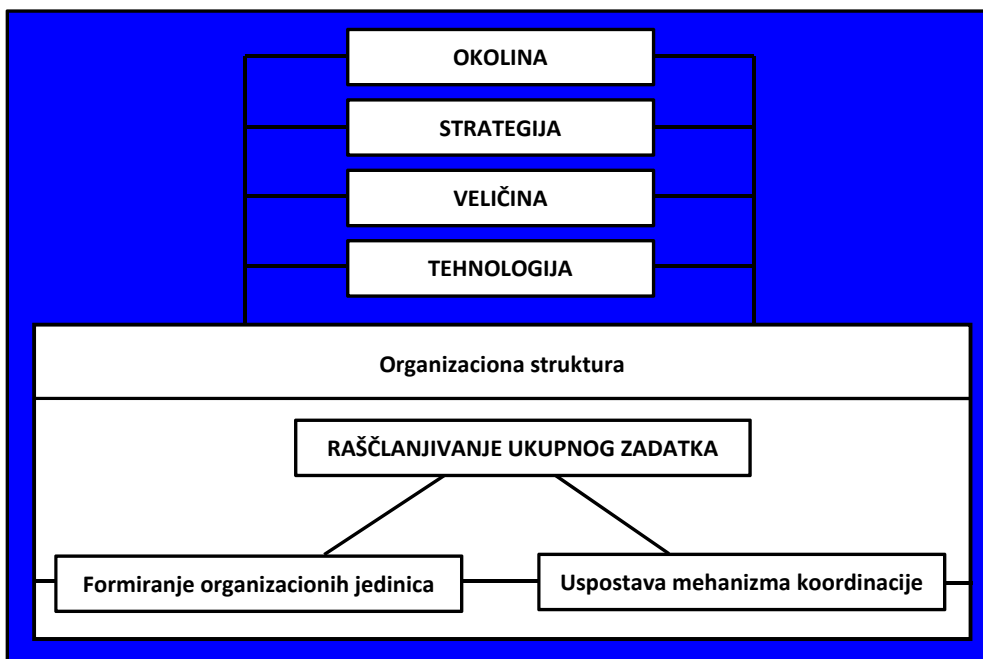 OKOLINA
STRATEGIJA
VELIČINA
TEHNOLOGIJA
Organizaciona struktura
RAŠČLANJIVANJE UKUPNOG ZADATKA
Formiranje organizacionih jedinica
Uspostava mehanizma koordinacije